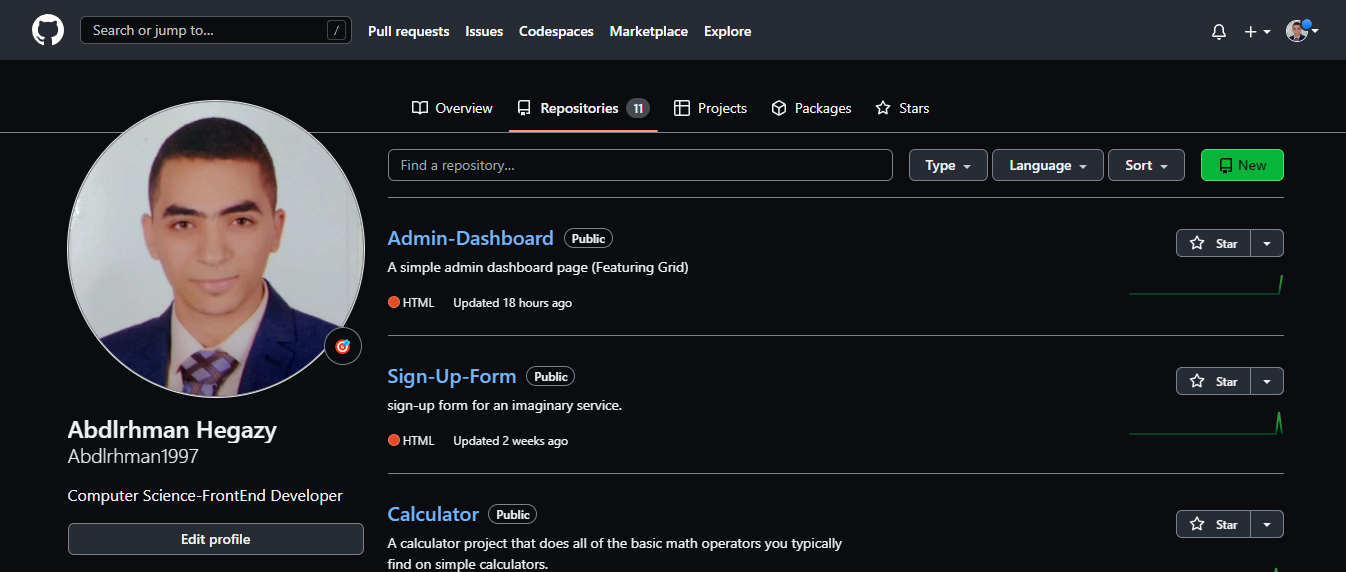 Search or jump to... /
Pull requests
Issues
Codespaces
Marketplace
Explore
Overview
Repositories 11
Projects
Packages
Stars
Find a repository...
Type
Language
Sort
New
Admin-Dashboard Public
Star
A simple admin dashboard page (Featuring Grid)
HTML Updated 18 hours ago
Sign-Up-Form Public
Star
sign-up form for an imaginary service.
HTML Updated 2 weeks ago
Calculator Public
Star
A calculator project that does all of the basic math operators you typically
find on simple calculators.
Abdlrhman Hegazy
Abdlrhman1997
Computer Science-FrontEnd Developer
Edit profile